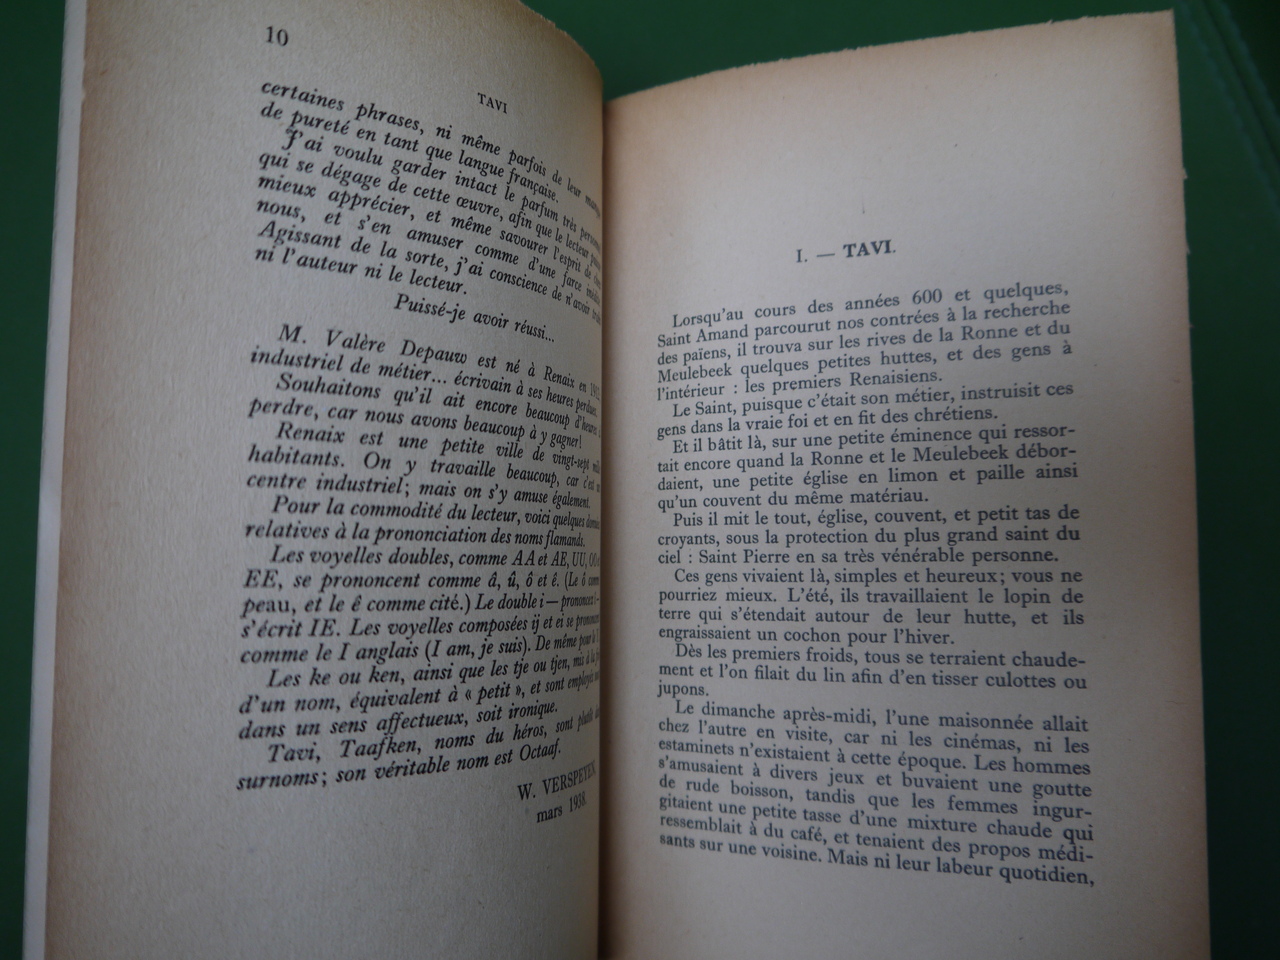 10
TAVI
certaines phrases, ni même parfois de leur
de pureté en tant que langue française.
J'ai voulu garder intact le parfum très
qui se dégage de cette œuvre, afin que le lecteur
mieux apprécier, et même savourer l'esprit de
nous, et s'en amuser comme d'une farce
Agissant de la sorte, j'ai conscience de n'avoir
ni l'auteur ni le lecteur.
Puissé-je avoir réussi...
M. Valère Depauw est né à Renaix en
industriel de métier... écrivain à ses heures perdues.
Souhaitons qu'il ait encore beaucoup d'heures à
perdre, car nous avons beaucoup à y gagner!
Renaix est une petite ville de vingt-sept mille
habitants. On y travaille beaucoup, car c'est un
centre industriel; mais on s'y amuse également.
Pour la commodité du lecteur, voici quelques données
relatives à la prononciation des noms flamands.
Les voyelles doubles, comme AA et AE, UU, OO et
EE, se prononcent comme â, û, ô et ê. (Le ô comme
peau, et le ê comme cité.) Le double i — prononcez i —
s'écrit IE. Les voyelles composées ij et ei se prononcent
comme le I anglais (I am, je suis). De même pour le
Les ke ou ken, ainsi que les tje ou tjen, mis à la
d'un nom, équivalent à « petit », et sont employés
dans un sens affectueux, soit ironique.
Tavi, Taafken, noms du héros, sont plutôt
surnoms; son véritable nom est Octaaf.
W. VERSPEYEN.
mars 1938.
I. — TAVI.
Lorsqu'au cours des années 600 et quelques,
Saint Amand parcourut nos contrées à la recherche
des païens, il trouva sur les rives de la Ronne et du
Meulebeek quelques petites huttes, et des gens à
l'intérieur : les premiers Renaisiens.
Le Saint, puisque c'était son métier, instruisit ces
gens dans la vraie foi et en fit des chrétiens.
Et il bâtit là, sur une petite éminence qui ressor-
tait encore quand la Ronne et le Meulebeek débor-
daient, une petite église en limon et paille ainsi
qu'un couvent du même matériau.
Puis il mit le tout, église, couvent, et petit tas de
croyants, sous la protection du plus grand saint du
ciel : Saint Pierre en sa très vénérable personne.
Ces gens vivaient là, simples et heureux; vous ne
pourriez mieux. L'été, ils travaillaient le lopin de
terre qui s'étendait autour de leur hutte, et ils
engraissaient un cochon pour l'hiver.
Dès les premiers froids, tous se terraient chaude-
ment et l'on filait du lin afin d'en tisser culottes ou
jupons.
Le dimanche après-midi, l'une maisonnée allait
chez l'autre en visite, car ni les cinémas, ni les
estaminets n'existaient à cette époque. Les hommes
s'amusaient à divers jeux et buvaient une goutte
de rude boisson, tandis que les femmes ingur-
gitaient une petite tasse d'une mixture chaude qui
ressemblait à du café, et tenaient des propos médi-
sants sur une voisine. Mais ni leur labeur quotidien,